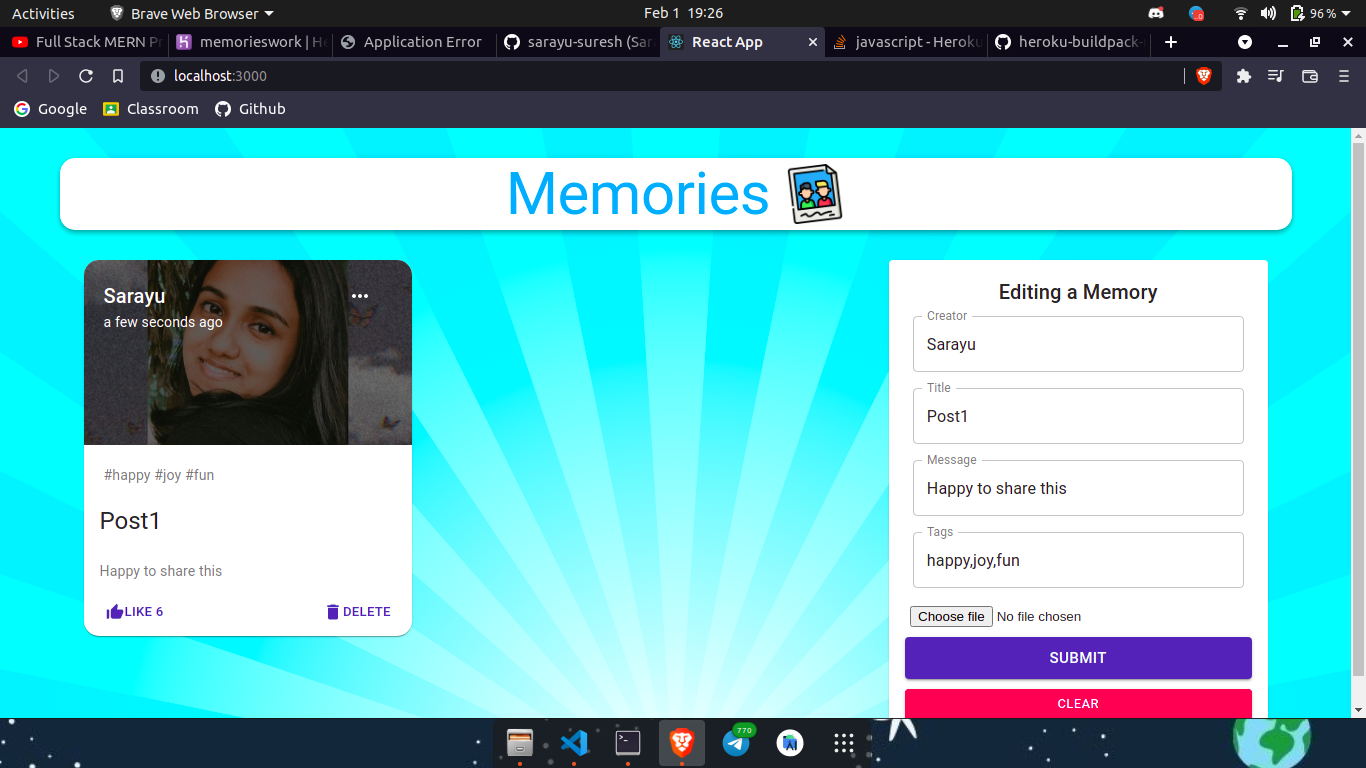 Activities
Brave Web Browser
Feb 1 19:26
96 %
Full Stack MERN Pr
memorieswork | He
Application Error
sarayu-suresh (Sara
React App
javascript - Heroku
heroku-buildpack-
localhost:3000
Google
Classroom
Github
Memories
Sarayu
a few seconds ago
#happy #joy #fun
Post1
Happy to share this
LIKE 6
DELETE
Editing a Memory
Creator
Sarayu
Title
Post1
Message
Happy to share this
Tags
happy,joy,fun
Choose file No file chosen
SUBMIT
CLEAR
770
AI